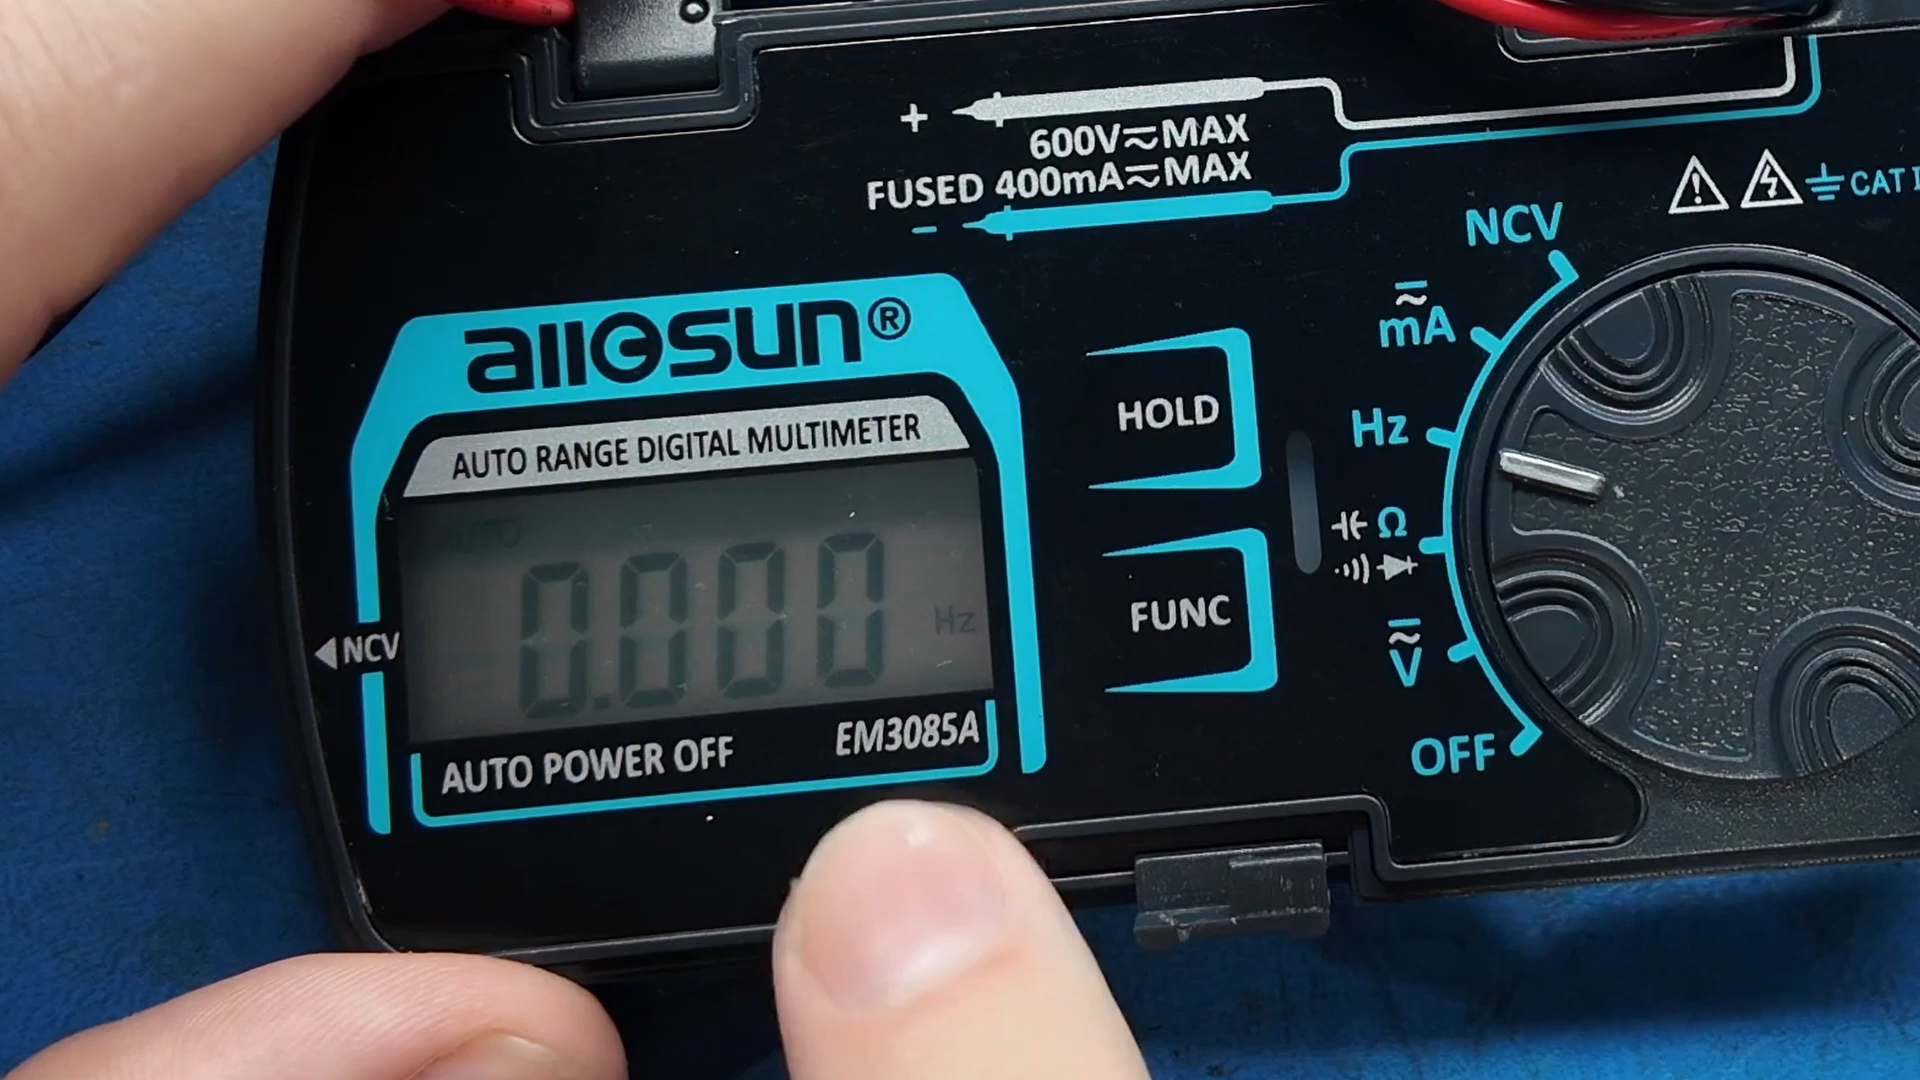 +
600V⎓MAX
FUSED 400mA⎓MAX
−
CAT I
NCV
mA
Hz
Ω
V
OFF
allosun®
AUTO RANGE DIGITAL MULTIMETER
AUTO
0.000
Hz
NCV
AUTO POWER OFF
EM3085A
HOLD
FUNC